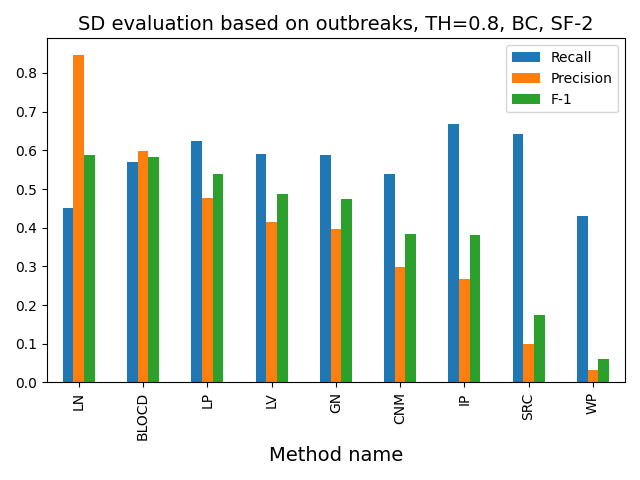 SD evaluation based on outbreaks, TH=0.8, BC, SF-2
Recall
Precision
F-1
0.8
0.7
0.6
0.5
0.4
0.3
0.2
0.1
0.0
LN
BLOCD
LP
LV
GN
CNM
IP
SRC
WP
Method name